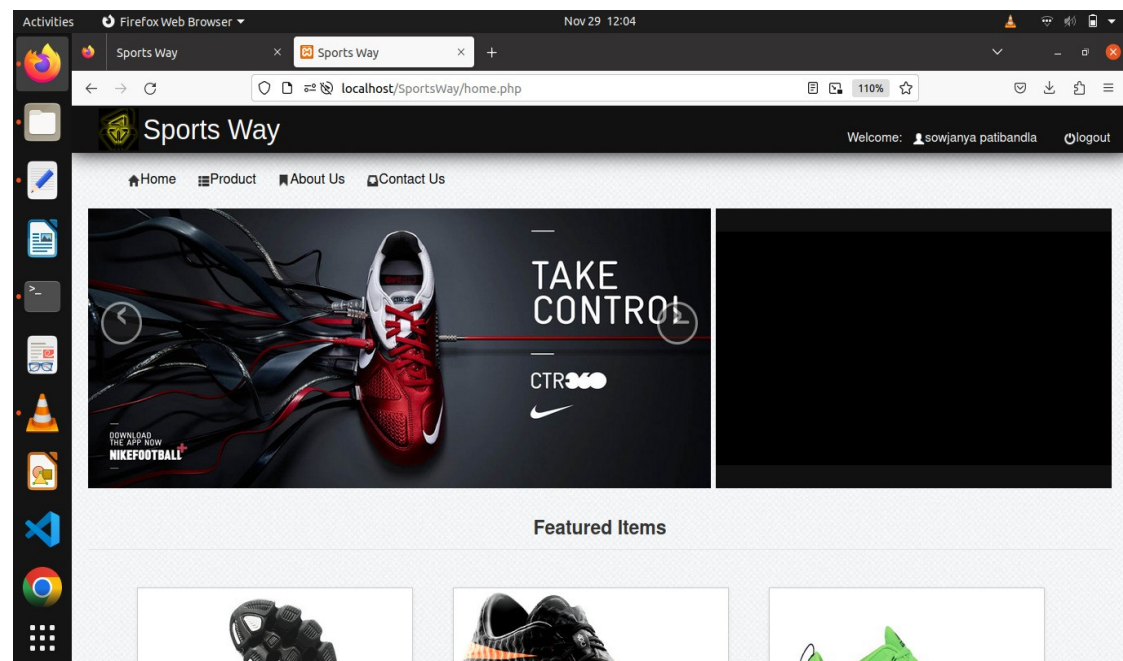 Activities Firefox Web Browser Nov 29 12:04
Sports Way Sports Way
localhost/SportsWay/home.php 110%
Sports Way
Welcome: sowjanya patibandla logout
Home Product About Us Contact Us
TAKE
CONTROL
CTR360
DOWNLOAD
THE APP NOW
NIKEFOOTBALL+
Featured Items